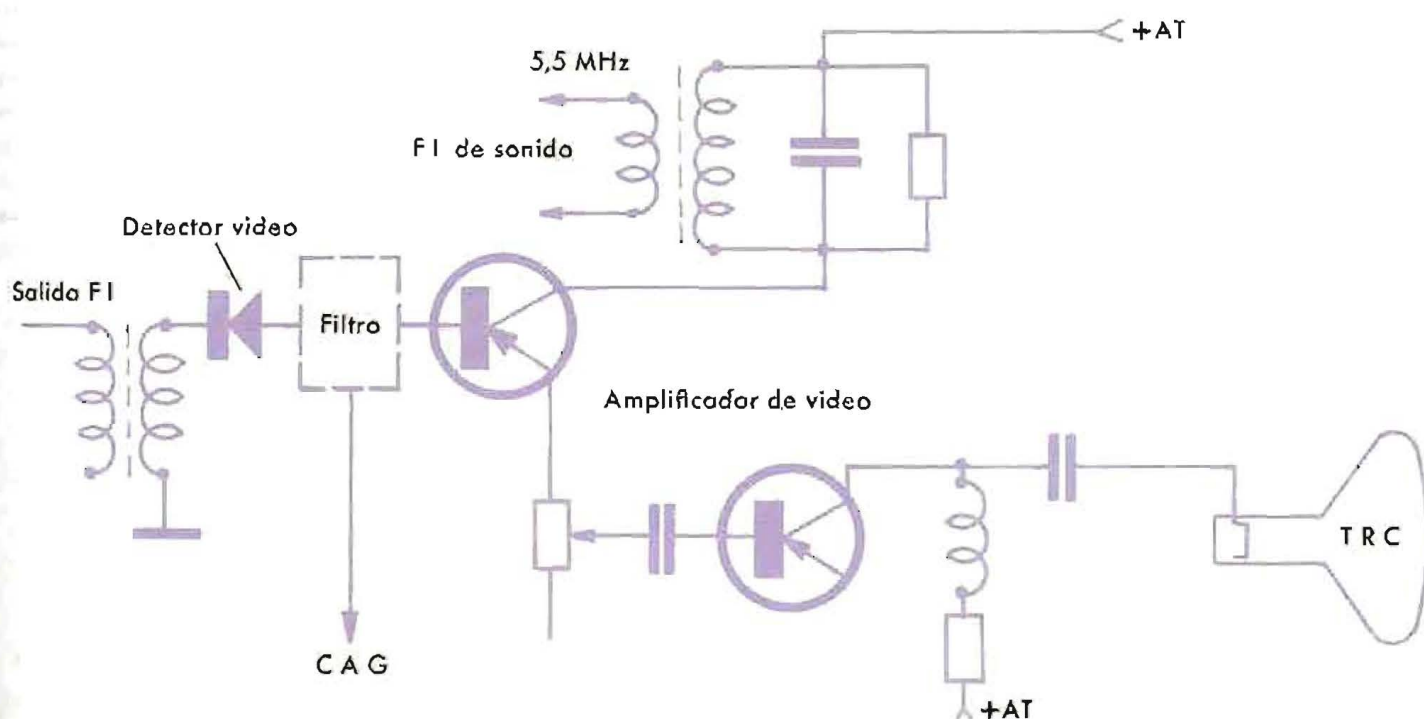 +AT
5,5 MHz
FI de sonido
Detector video
Salida FI
Filtro
Amplificador de video
TRC
CAG
+AT